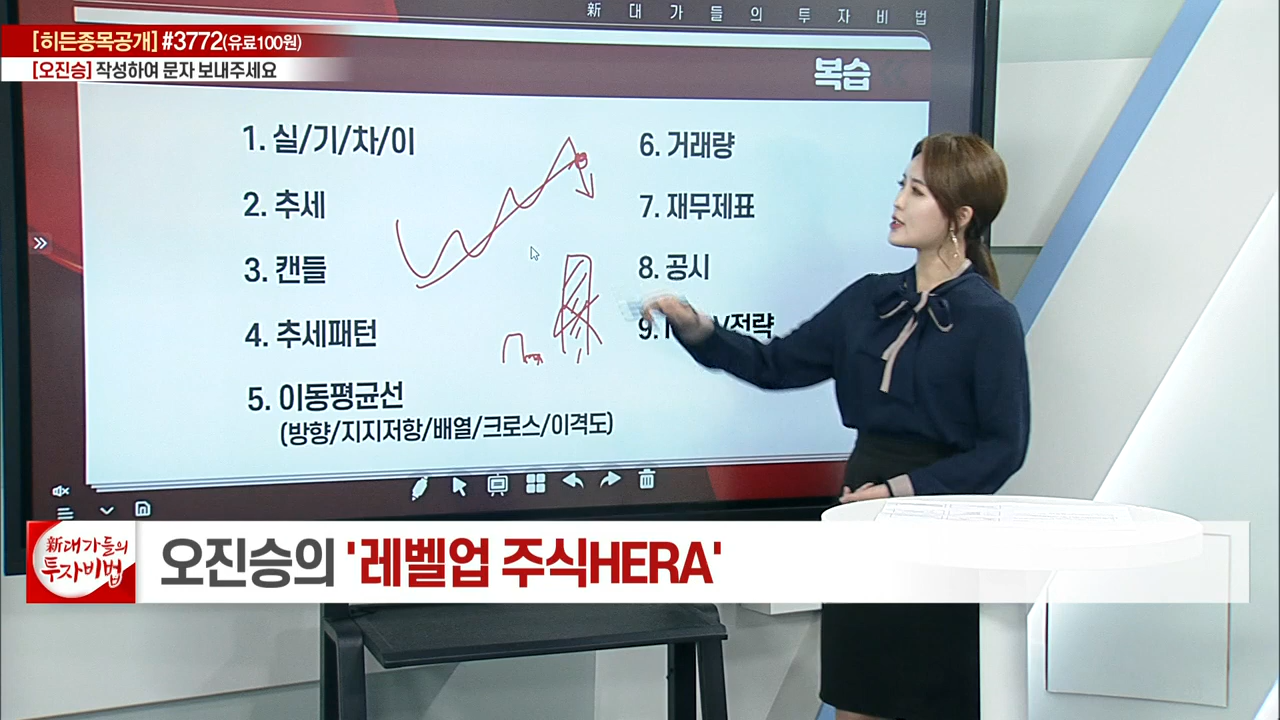 新 대 가 들 의 투 자 비 법
[히든종목공개] #3772(유료100원)
[오진승] 작성하여 문자 보내주세요
복습
1. 실/기/차/이
2. 추세
3. 캔들
4. 추세패턴
5. 이동평균선
(방향/지지저항/배열/크로스/이격도)
6. 거래량
7. 재무제표
8. 공시
9. /전략
新대가들의
투자비법
오진승의 '레벨업 주식HERA'